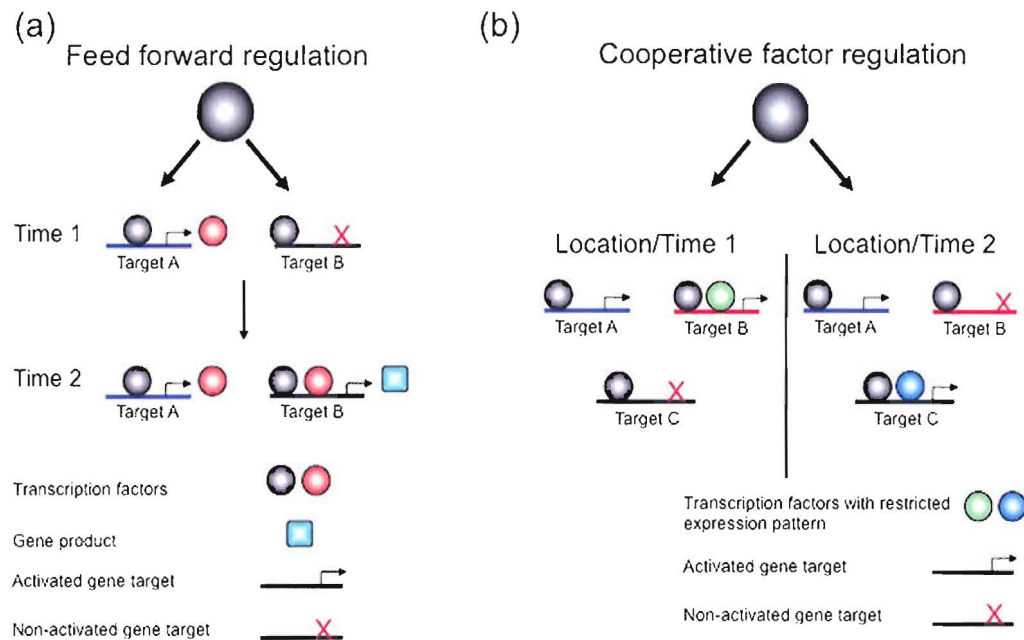 (a)
Feed forward regulation
Time 1
Target A
Target B
Time 2
Target A
Target B
Transcription factors
Gene product
Activated gene target
Non-activated gene target
(b)
Cooperative factor regulation
Location/Time 1
Location/Time 2
Target A
Target B
Target A
Target B
Target C
Target C
Transcription factors with restricted
expression pattern
Activated gene target
Non-activated gene target